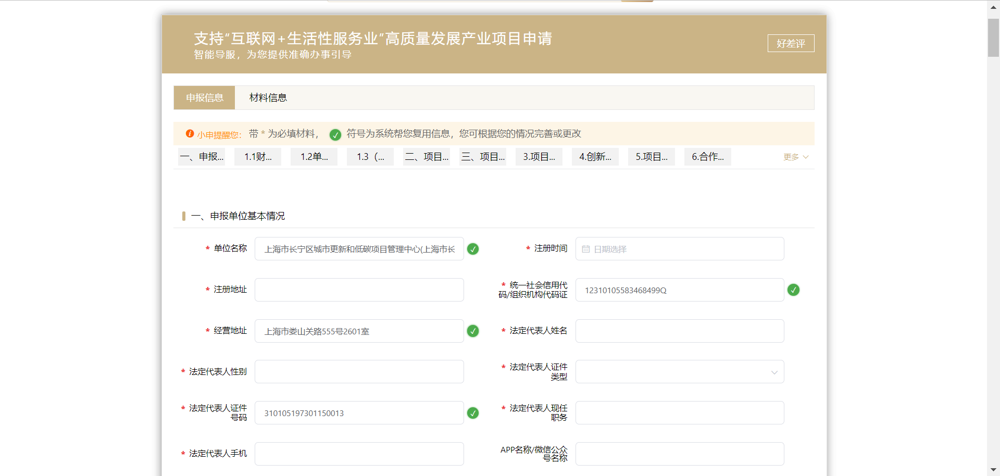 支持“互联网+生活性服务业”高质量发展产业项目申请
智能导服，为您提供准确办事引导
好差评
申报信息
材料信息
小申提醒您： 带 * 为必填材料， 符号为系统帮您复用信息，您可根据您的情况完善或更改
一、申报... 1.1财... 1.2单... 1.3（... 二、项目... 三、项目... 3.项目... 4.创新... 5.项目... 6.合作... 更多
一、申报单位基本情况
* 单位名称 上海市长宁区城市更新和低碳项目管理中心(上海市长
* 注册时间 日期选择
* 注册地址
* 统一社会信用代
码/组织机构代码证 12310105583468499Q
* 经营地址 上海市娄山关路555号2601室
* 法定代表人姓名
* 法定代表人性别
* 法定代表人证件
类型
* 法定代表人证件
号码 310105197301150013
* 法定代表人现任
职务
* 法定代表人手机
APP名称/微信公众
号名称